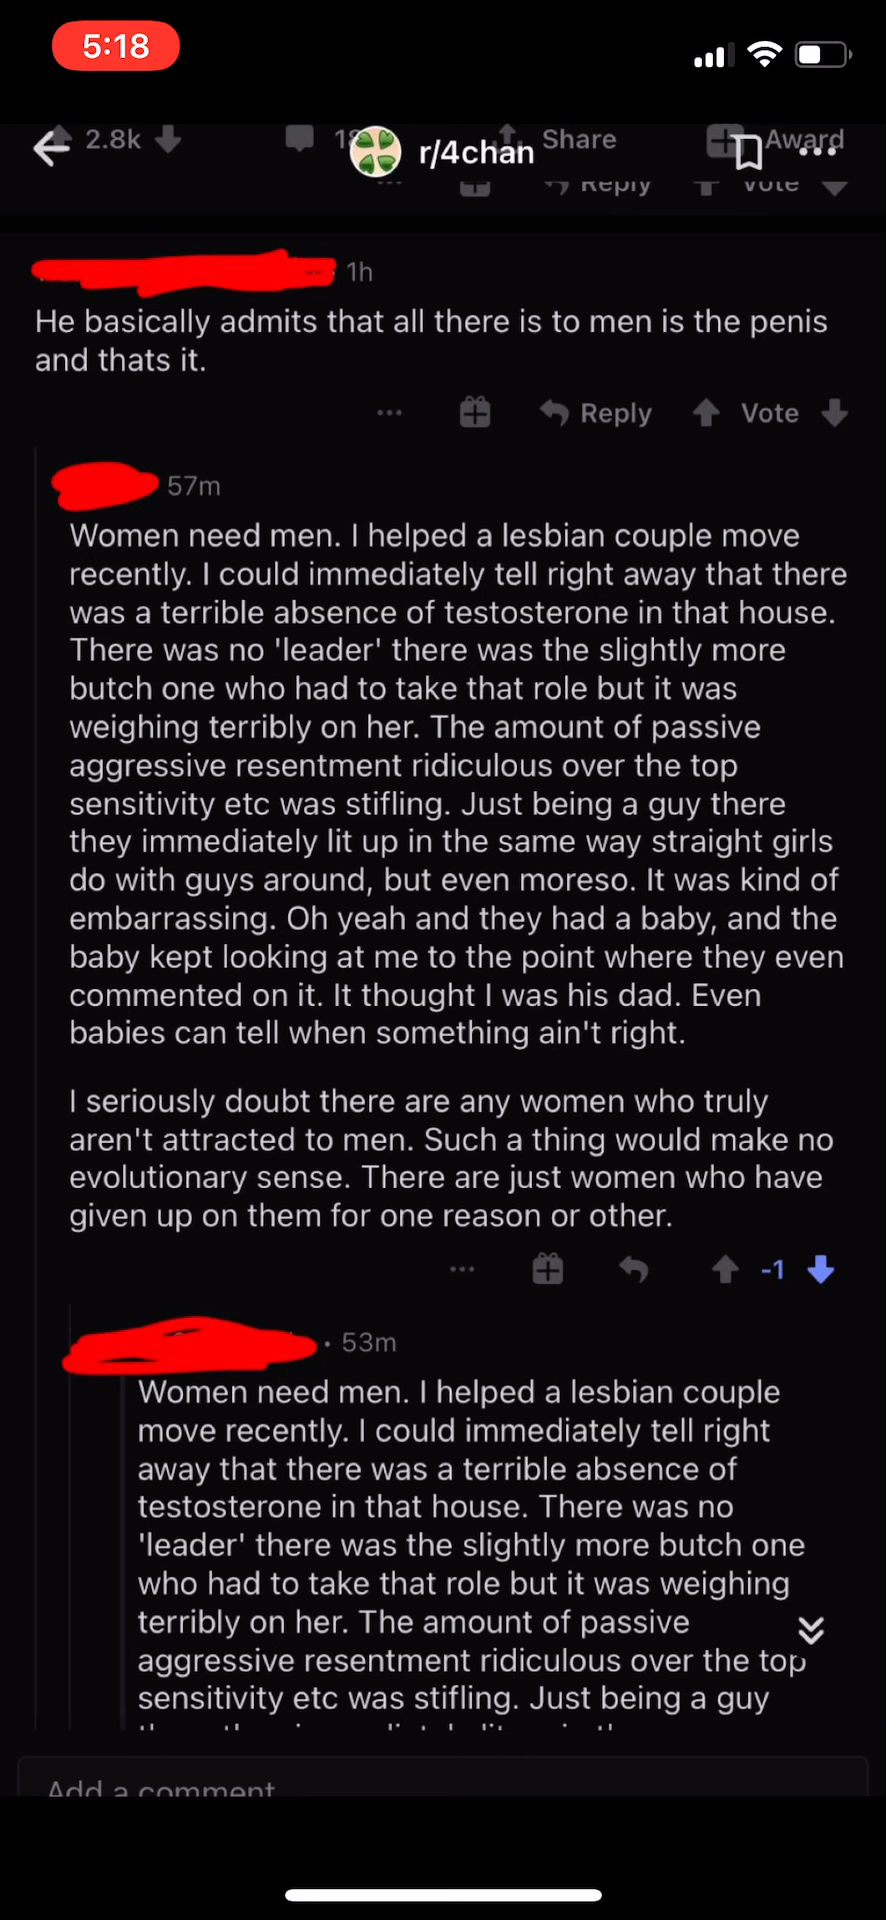 5:18
2.8k
r/4chan
Share
Award
Reply
Vote
1h
He basically admits that all there is to men is the penis
and thats it.
Reply
Vote
57m
Women need men. I helped a lesbian couple move
recently. I could immediately tell right away that there
was a terrible absence of testosterone in that house.
There was no 'leader' there was the slightly more
butch one who had to take that role but it was
weighing terribly on her. The amount of passive
aggressive resentment ridiculous over the top
sensitivity etc was stifling. Just being a guy there
they immediately lit up in the same way straight girls
do with guys around, but even moreso. It was kind of
embarrassing. Oh yeah and they had a baby, and the
baby kept looking at me to the point where they even
commented on it. It thought I was his dad. Even
babies can tell when something ain't right.
I seriously doubt there are any women who truly
aren't attracted to men. Such a thing would make no
evolutionary sense. There are just women who have
given up on them for one reason or other.
-1
· 53m
Women need men. I helped a lesbian couple
move recently. I could immediately tell right
away that there was a terrible absence of
testosterone in that house. There was no
'leader' there was the slightly more butch one
who had to take that role but it was weighing
terribly on her. The amount of passive
aggressive resentment ridiculous over the top
sensitivity etc was stifling. Just being a guy
Add a comment